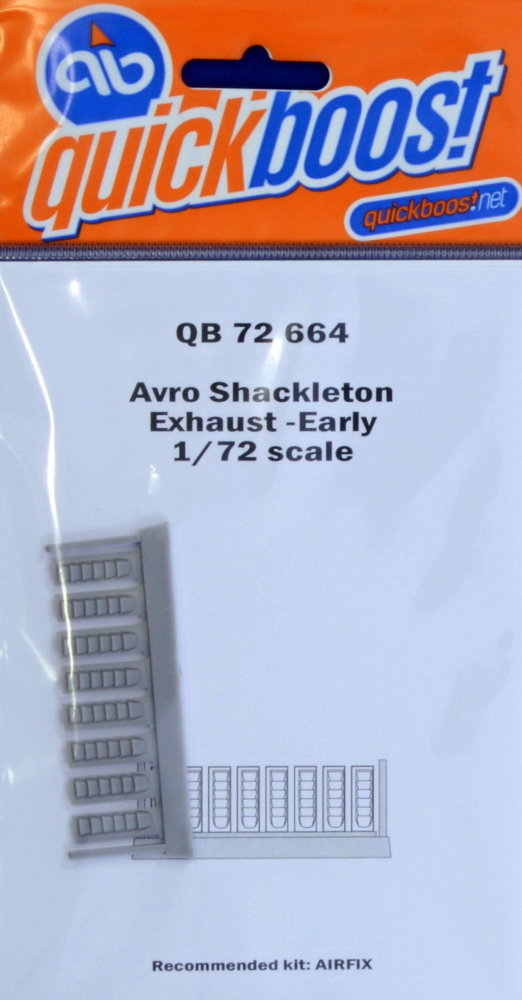 qb
quickboost
quickboost.net
QB 72 664
Avro Shackleton
Exhaust -Early
1/72 scale
Recommended kit: AIRFIX